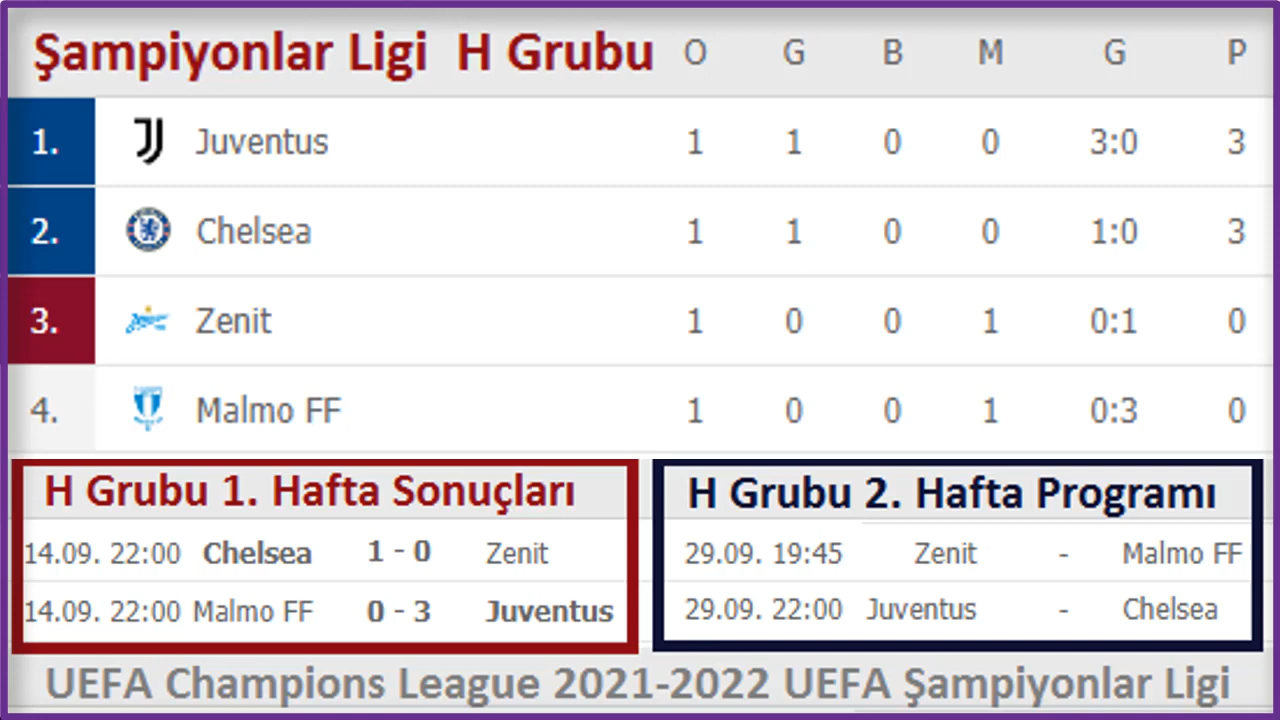 Şampiyonlar Ligi H Grubu O G B M G P
1. Juventus 1 1 0 0 3:0 3
2. Chelsea 1 1 0 0 1:0 3
3. Zenit 1 0 0 1 0:1 0
4. Malmo FF 1 0 0 1 0:3 0
H Grubu 1. Hafta Sonuçları
14.09. 22:00 Chelsea 1 - 0 Zenit
14.09. 22:00 Malmo FF 0 - 3 Juventus
H Grubu 2. Hafta Programı
29.09. 19:45 Zenit - Malmo FF
29.09. 22:00 Juventus - Chelsea
UEFA Champions League 2021-2022 UEFA Şampiyonlar Ligi